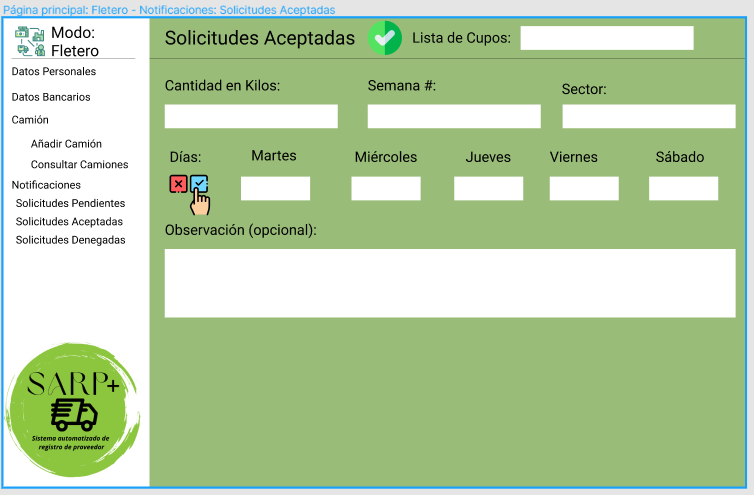 Página principal: Fletero - Notificaciones: Solicitudes Aceptadas
Modo:
Fletero
Datos Personales
Datos Bancarios
Camión
Añadir Camión
Consultar Camiones
Notificaciones
Solicitudes Pendientes
Solicitudes Aceptadas
Solicitudes Denegadas
SARP+
Sistema automatizado de
registro de proveedor
Solicitudes Aceptadas
Lista de Cupos:
Cantidad en Kilos:
Semana #:
Sector:
Días:
Martes
Miércoles
Jueves
Viernes
Sábado
Observación (opcional):